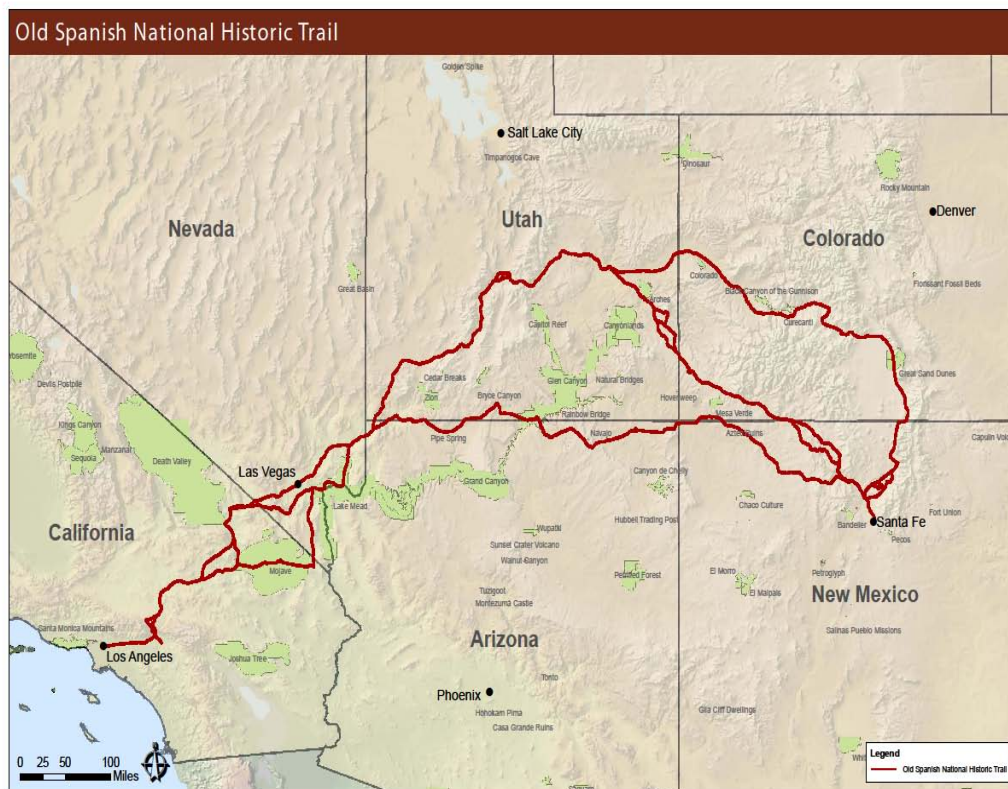 Old Spanish National Historic Trail
Golden Spike
Salt Lake City
Timpanogos Cave
Dinosaur
Rocky Mountain
Denver
Nevada
Utah
Colorado
Great Basin
Colorado
Arches
Black Canyon of the Gunnison
Florissant Fossil Beds
Curecanti
Capitol Reef
Canyonlands
Yosemite
Devils Postpile
Great Sand Dunes
Cedar Breaks
Zion
Bryce Canyon
Glen Canyon
Natural Bridges
Hovenweep
Mesa Verde
Rainbow Bridge
Kings Canyon
Manzanar
Sequoia
Death Valley
Pipe Spring
Navajo
Aztec Ruins
Las Vegas
Lake Mead
Grand Canyon
Canyon de Chelly
Chaco Culture
California
Hubbell Trading Post
Bandelier
Santa Fe
Fort Union
Pecos
Wupatki
Sunset Crater Volcano
Walnut Canyon
Mojave
Petrified Forest
El Morro
El Malpais
Petroglyph
Tuzigoot
Montezuma Castle
New Mexico
Santa Monica Mountains
Los Angeles
Joshua Tree
Arizona
Salinas Pueblo Missions
Tonto
Phoenix
Hohokam Pima
Casa Grande Ruins
Gila Cliff Dwellings
0 25 50 100
Miles
Legend
Old Spanish National Historic Trail